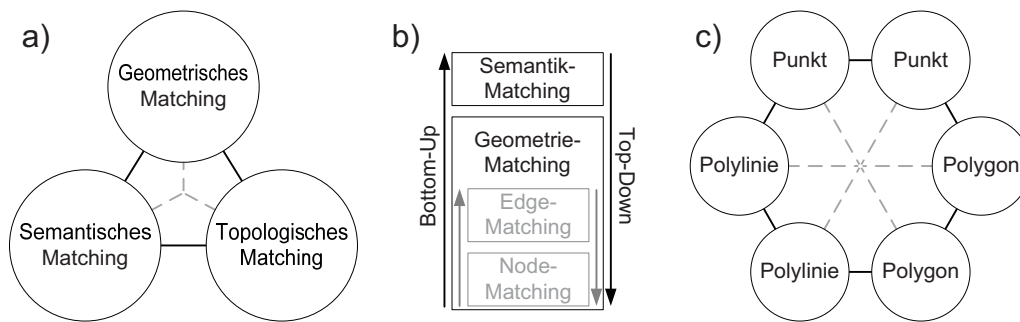 a)
Geometrisches
Matching
Semantisches
Matching
Topologisches
Matching
b)
Bottom-Up
Semantik-
Matching
Geometrie-
Matching
Edge-
Matching
Node-
Matching
Top-Down
c)
Punkt
Punkt
Polylinie
Polygon
Polylinie
Polygon